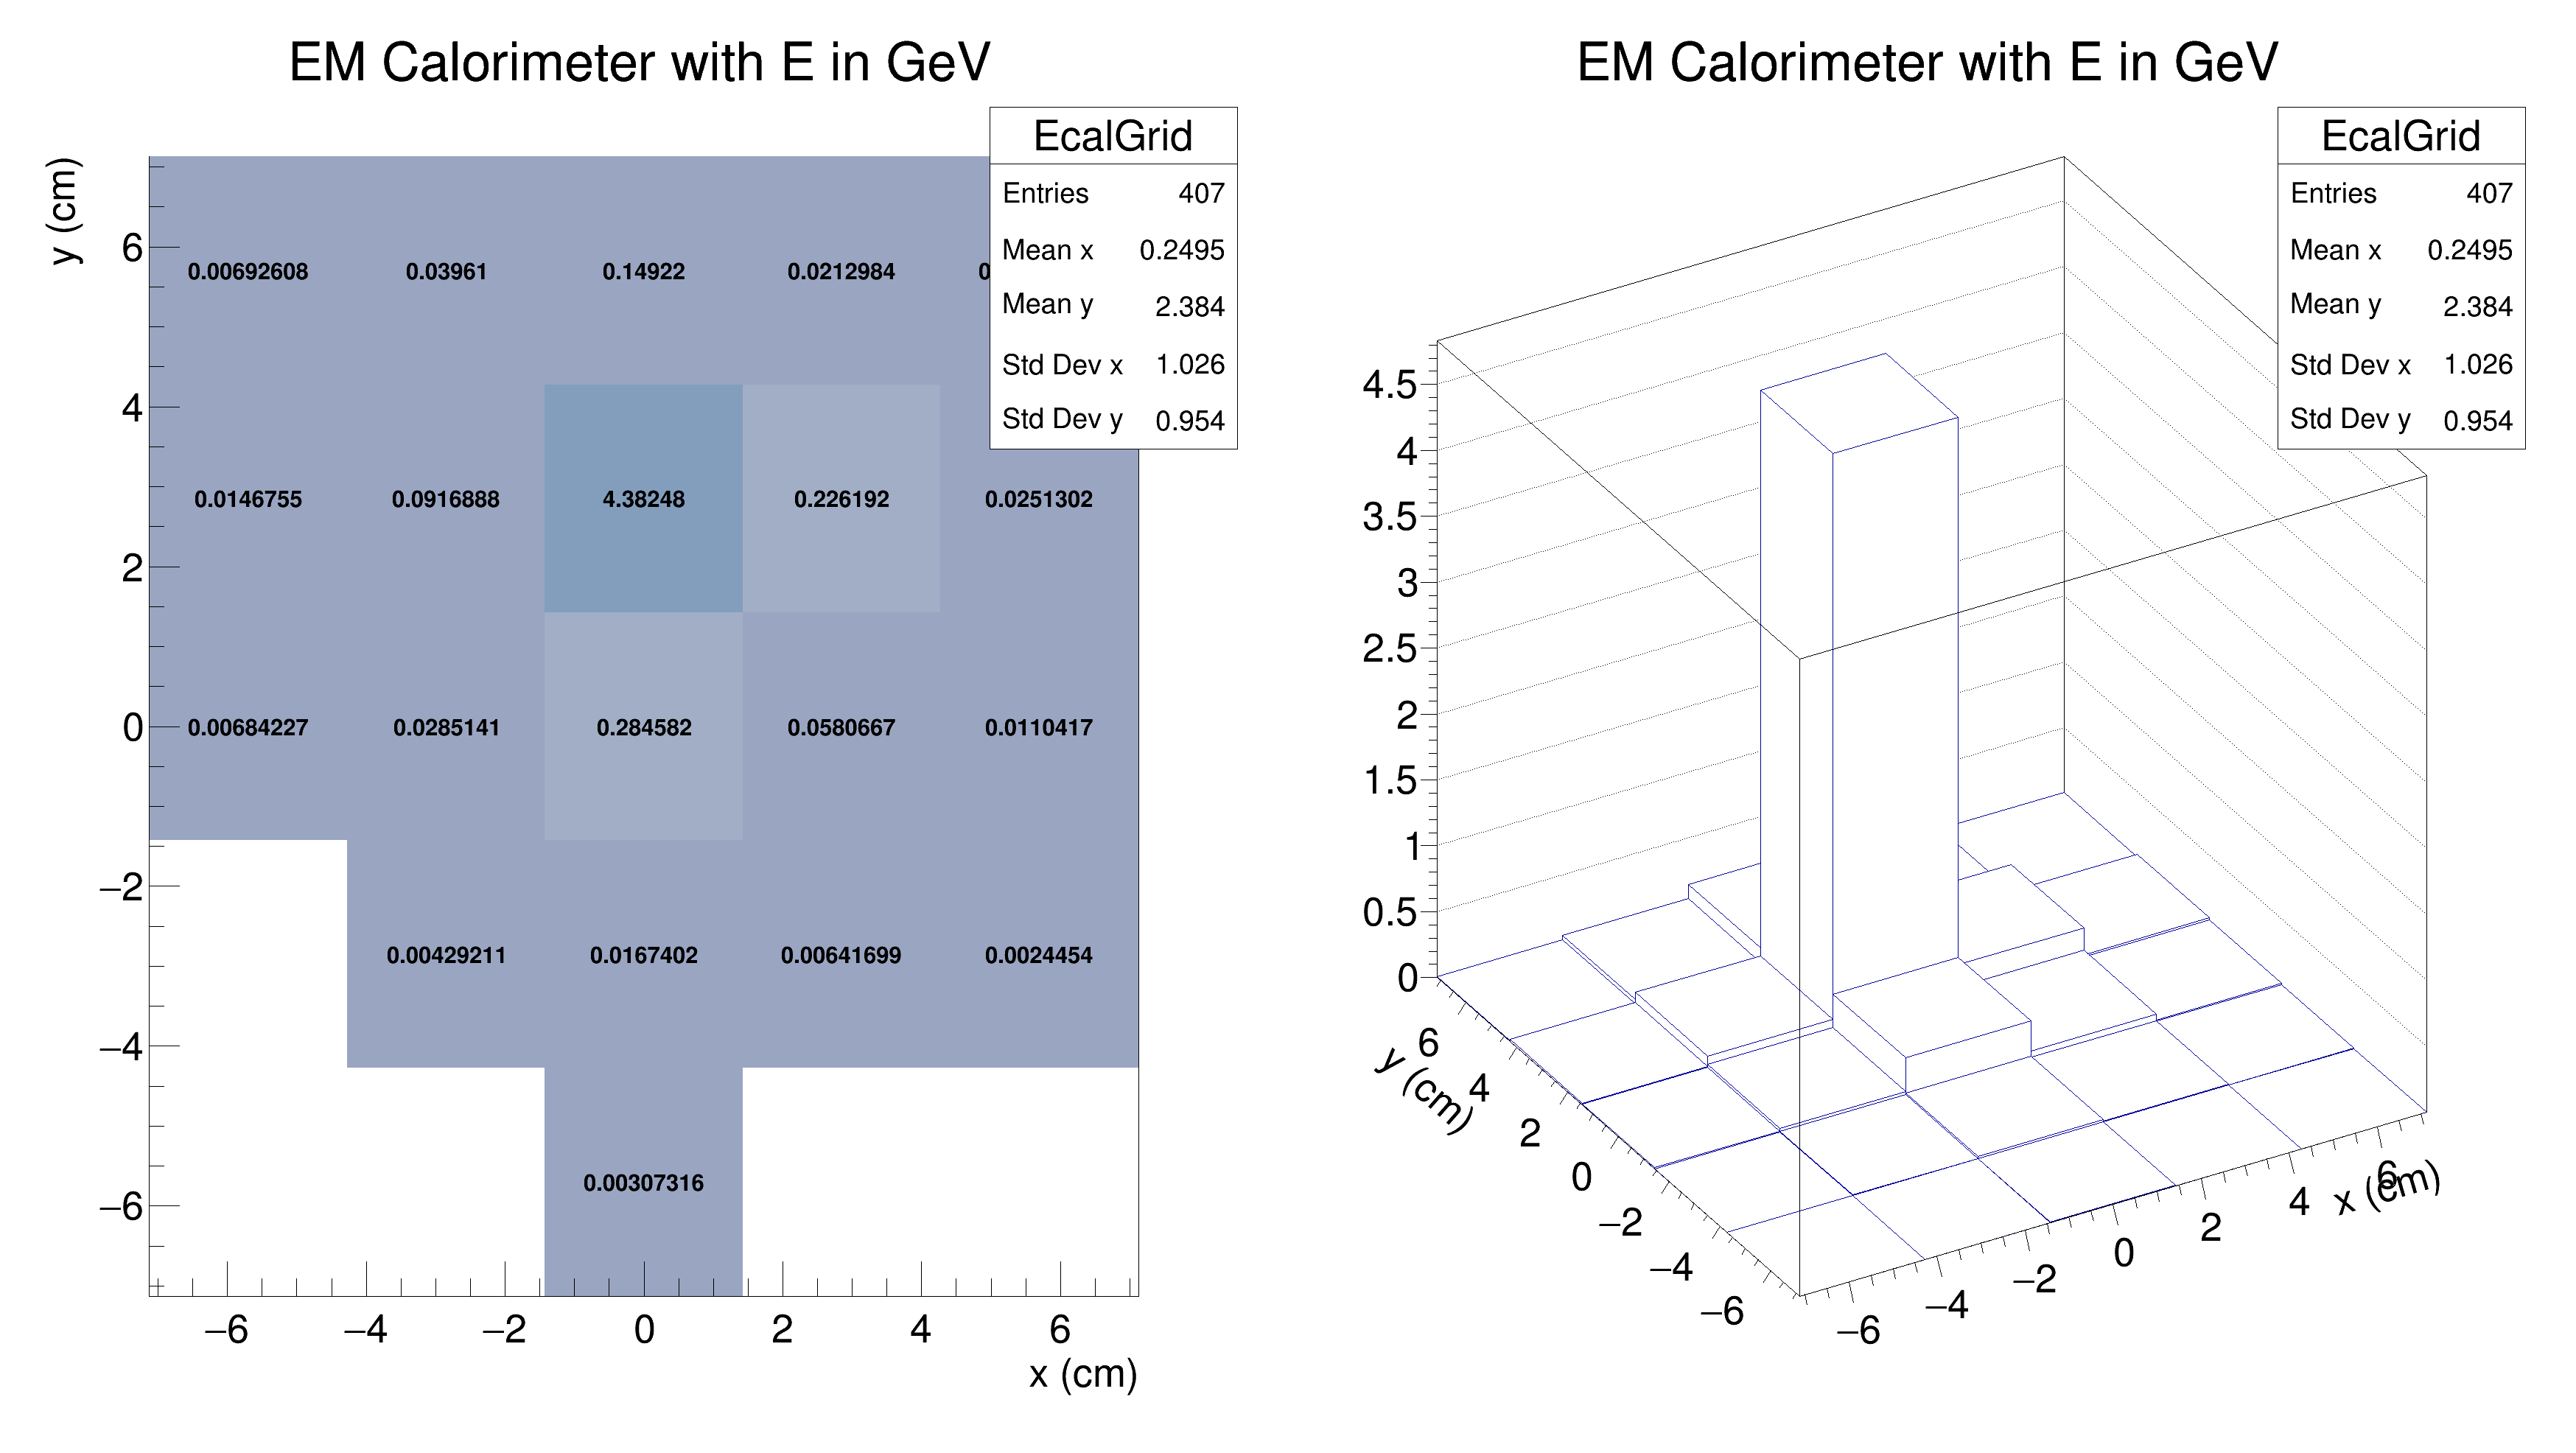 EM Calorimeter with E in GeV
EcalGrid
Entries 407
Mean x 0.2495
Mean y 2.384
Std Dev x 1.026
Std Dev y 0.954
y (cm)
6
4
2
0
−2
−4
−6
0.00692608 0.03961 0.14922 0.0212984
0.0146755 0.0916888 4.38248 0.226192 0.0251302
0.00684227 0.0285141 0.284582 0.0580667 0.0110417
0.00429211 0.0167402 0.00641699 0.0024454
0.00307316
−6 −4 −2 0 2 4 6
x (cm)
EM Calorimeter with E in GeV
EcalGrid
Entries 407
Mean x 0.2495
Mean y 2.384
Std Dev x 1.026
Std Dev y 0.954
4.5
4
3.5
3
2.5
2
1.5
1
0.5
0
6
4
2
0
−2
−4
−6
y (cm)
−6
−4
−2
0
2
4
6
x (cm)